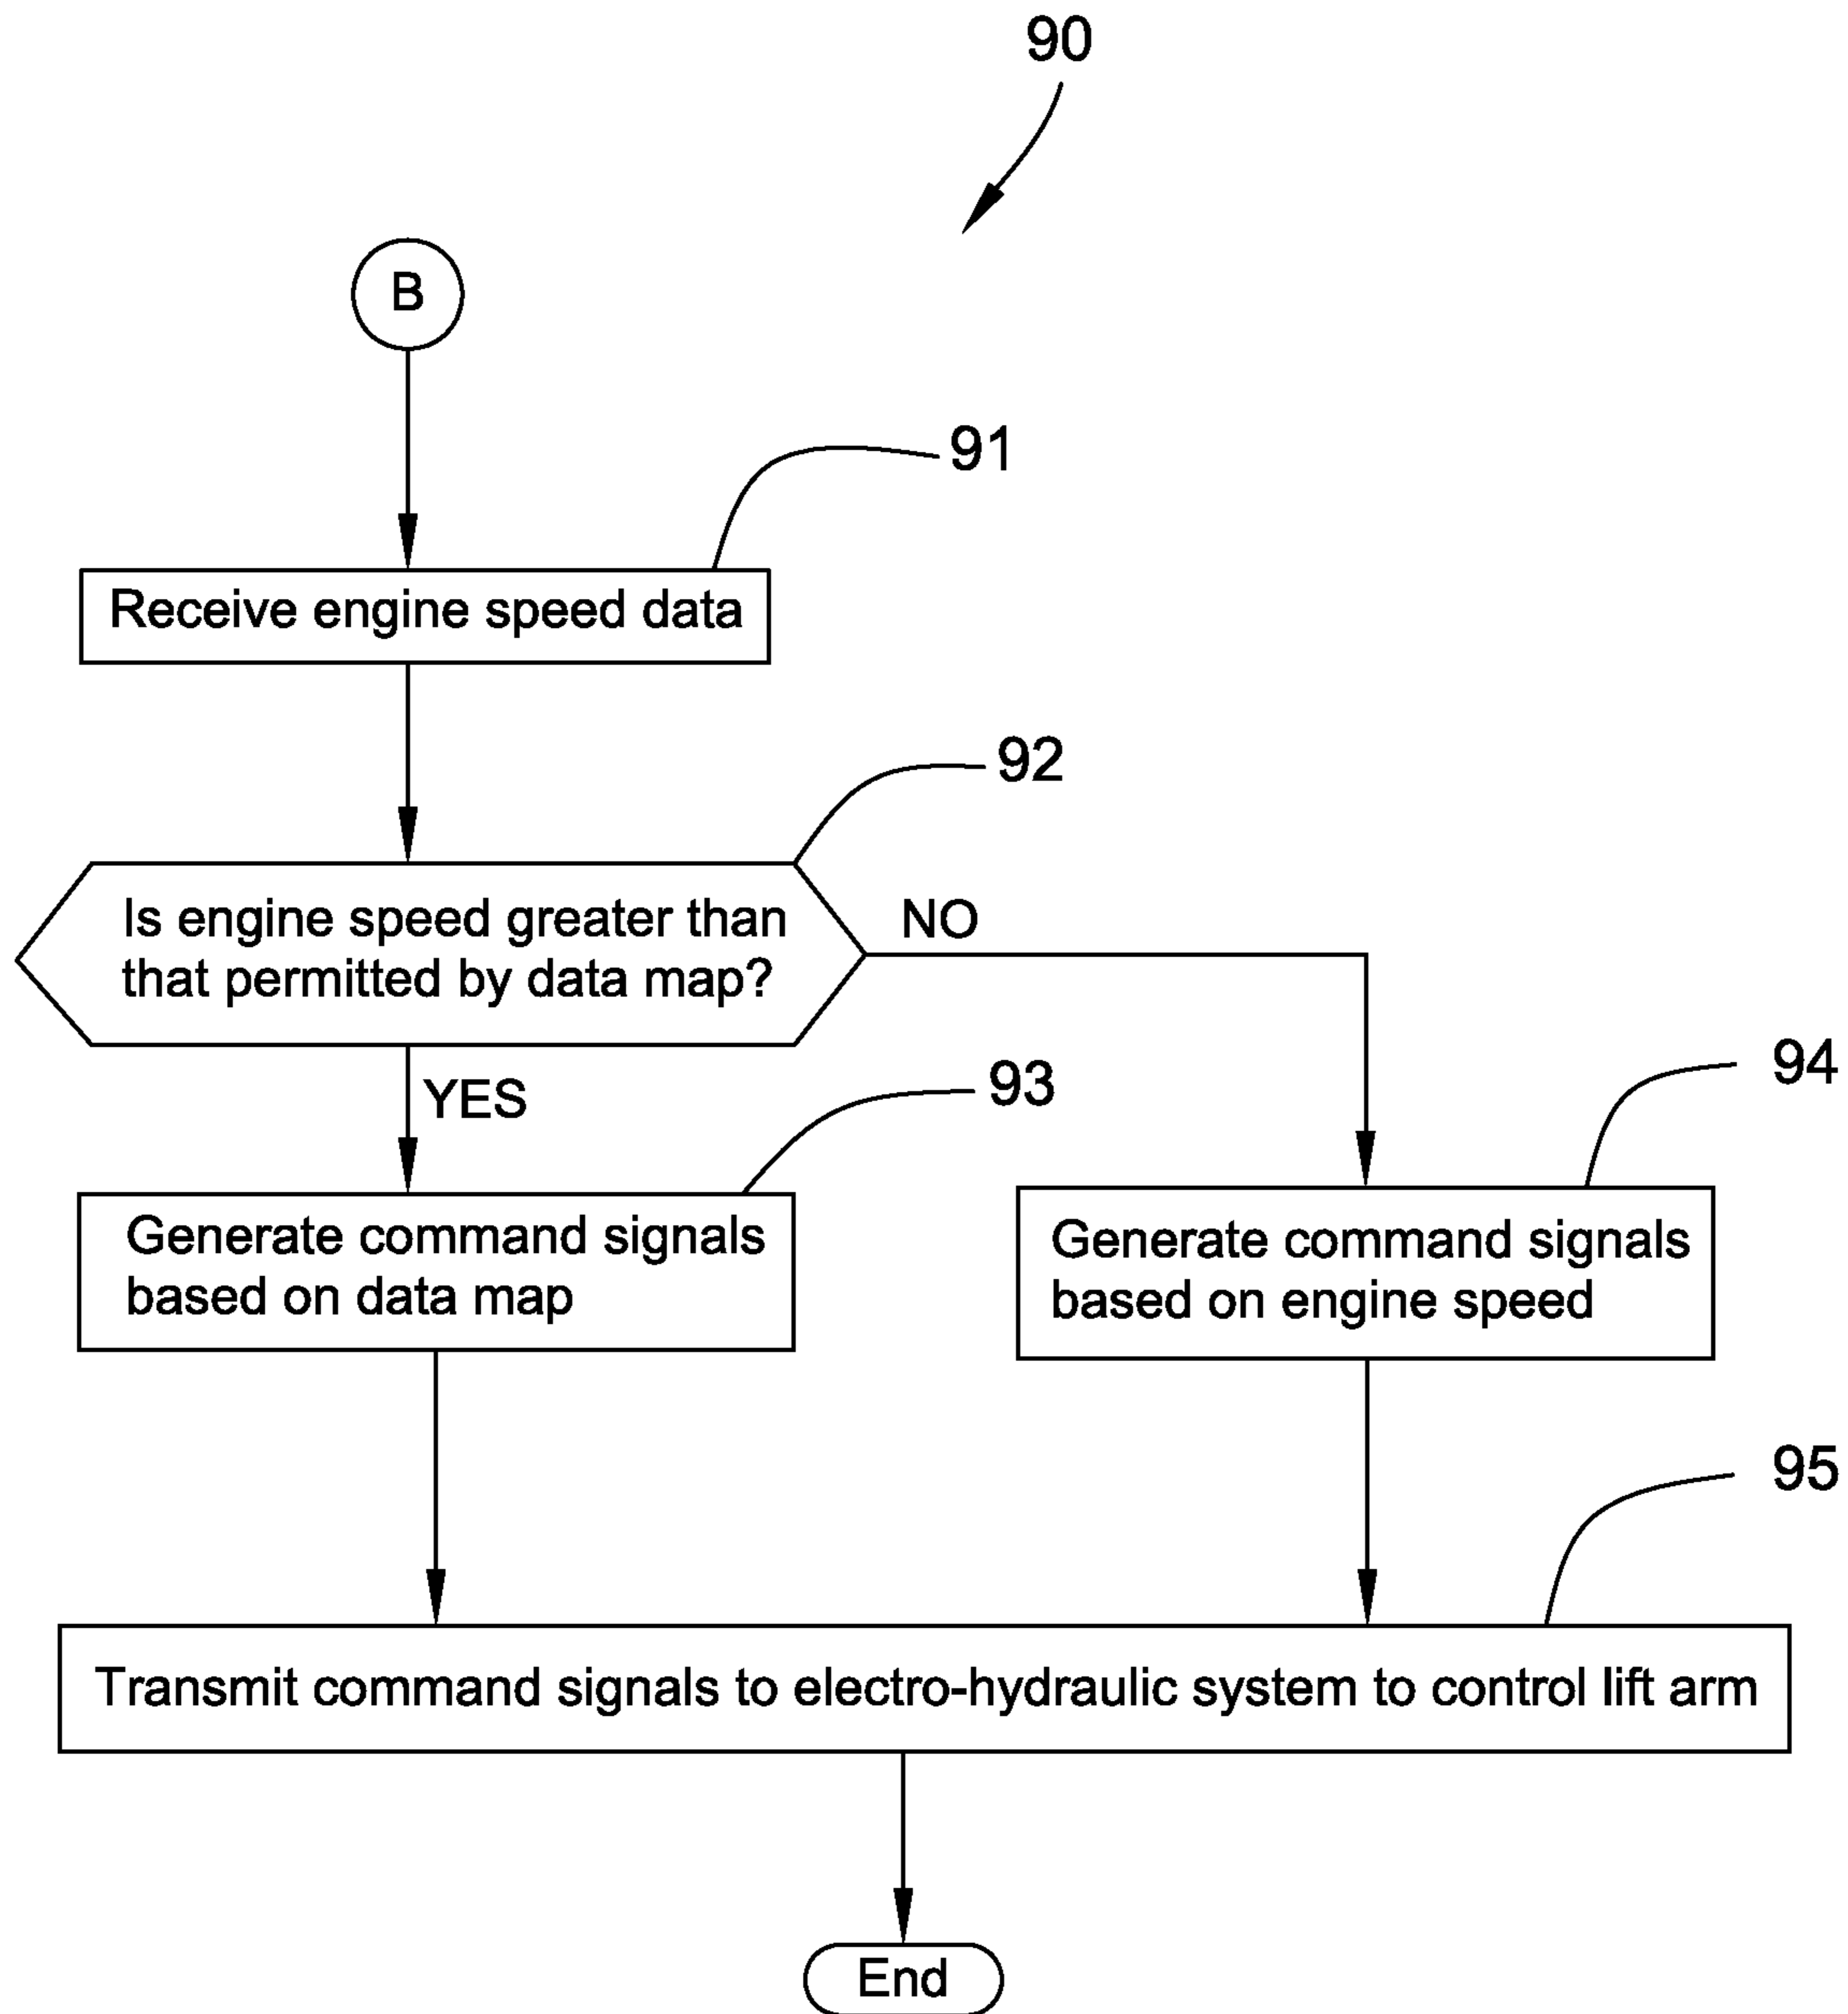 90
B
91
Receive engine speed data
92
Is engine speed greater than
that permitted by data map?
NO
YES
93
94
Generate command signals
based on data map
Generate command signals
based on engine speed
95
Transmit command signals to electro-hydraulic system to control lift arm
End